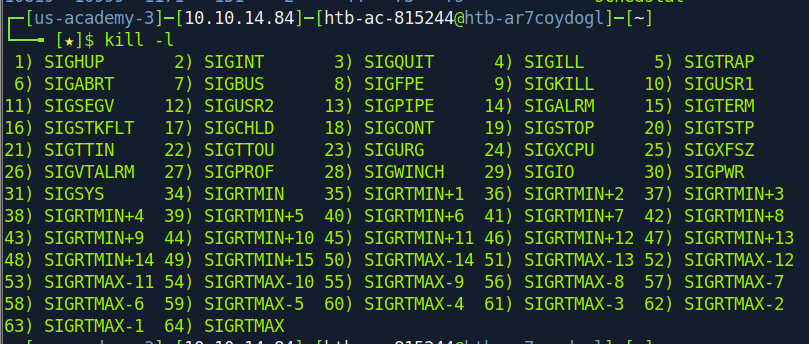 ┌─[us-academy-3]─[10.10.14.84]─[htb-ac-815244@htb-ar7coydogl]─[~]
└──╼ [★]$ kill -l
 1) SIGHUP       2) SIGINT       3) SIGQUIT      4) SIGILL       5) SIGTRAP
 6) SIGABRT      7) SIGBUS       8) SIGFPE       9) SIGKILL     10) SIGUSR1
11) SIGSEGV     12) SIGUSR2     13) SIGPIPE     14) SIGALRM     15) SIGTERM
16) SIGSTKFLT   17) SIGCHLD     18) SIGCONT     19) SIGSTOP     20) SIGTSTP
21) SIGTTIN     22) SIGTTOU     23) SIGURG      24) SIGXCPU     25) SIGXFSZ
26) SIGVTALRM   27) SIGPROF     28) SIGWINCH    29) SIGIO       30) SIGPWR
31) SIGSYS      34) SIGRTMIN    35) SIGRTMIN+1  36) SIGRTMIN+2  37) SIGRTMIN+3
38) SIGRTMIN+4  39) SIGRTMIN+5  40) SIGRTMIN+6  41) SIGRTMIN+7  42) SIGRTMIN+8
43) SIGRTMIN+9  44) SIGRTMIN+10 45) SIGRTMIN+11 46) SIGRTMIN+12 47) SIGRTMIN+13
48) SIGRTMIN+14 49) SIGRTMIN+15 50) SIGRTMAX-14 51) SIGRTMAX-13 52) SIGRTMAX-12
53) SIGRTMAX-11 54) SIGRTMAX-10 55) SIGRTMAX-9  56) SIGRTMAX-8  57) SIGRTMAX-7
58) SIGRTMAX-6  59) SIGRTMAX-5  60) SIGRTMAX-4  61) SIGRTMAX-3  62) SIGRTMAX-2
63) SIGRTMAX-1  64) SIGRTMAX